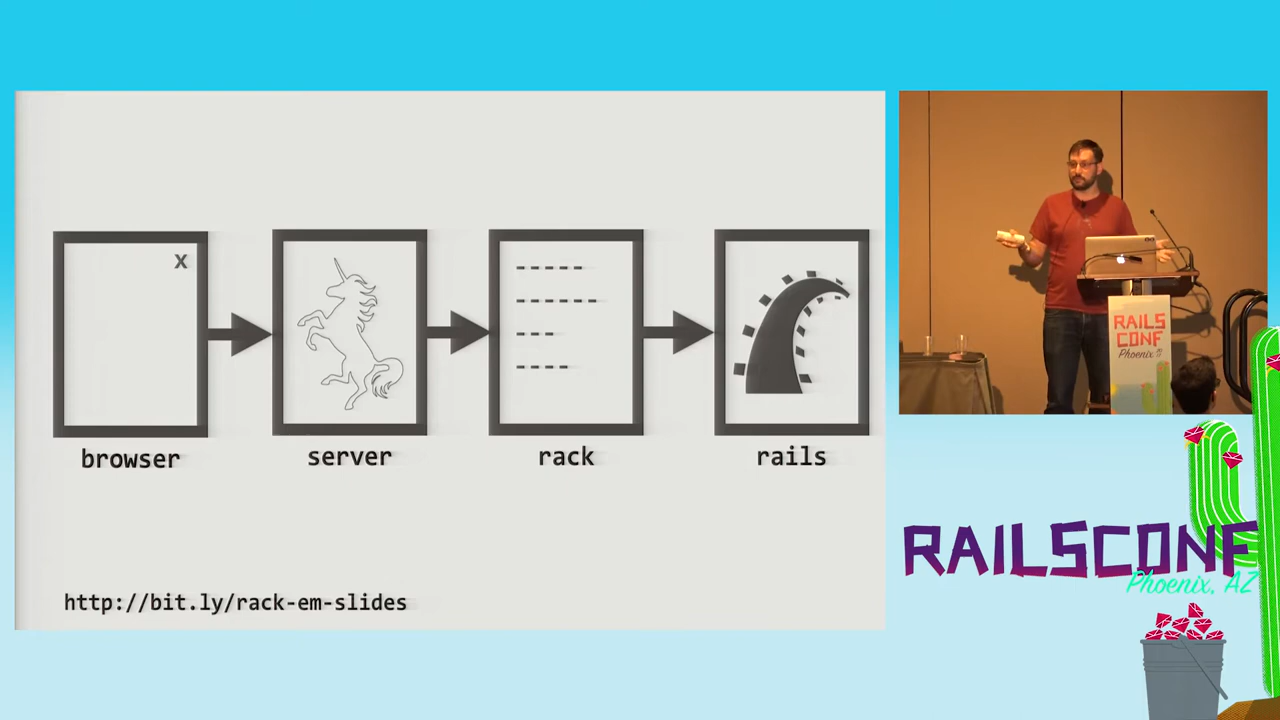 X
browser
server
rack
rails
http://bit.ly/rack-em-slides
RAILS
CONF
Phoenix
RAILSCONF
Phoenix, AZ